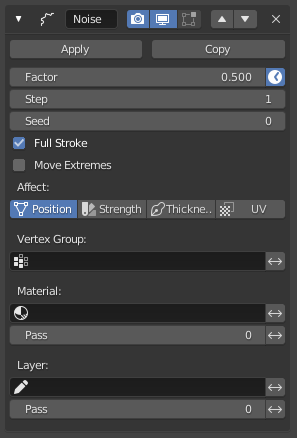 Noise
Apply Copy
Factor 0.500
Step 1
Seed 0
Full Stroke
Move Extremes
Affect:
Position Strength Thickne.. UV
Vertex Group:
Material:
Pass 0
Layer:
Pass 0